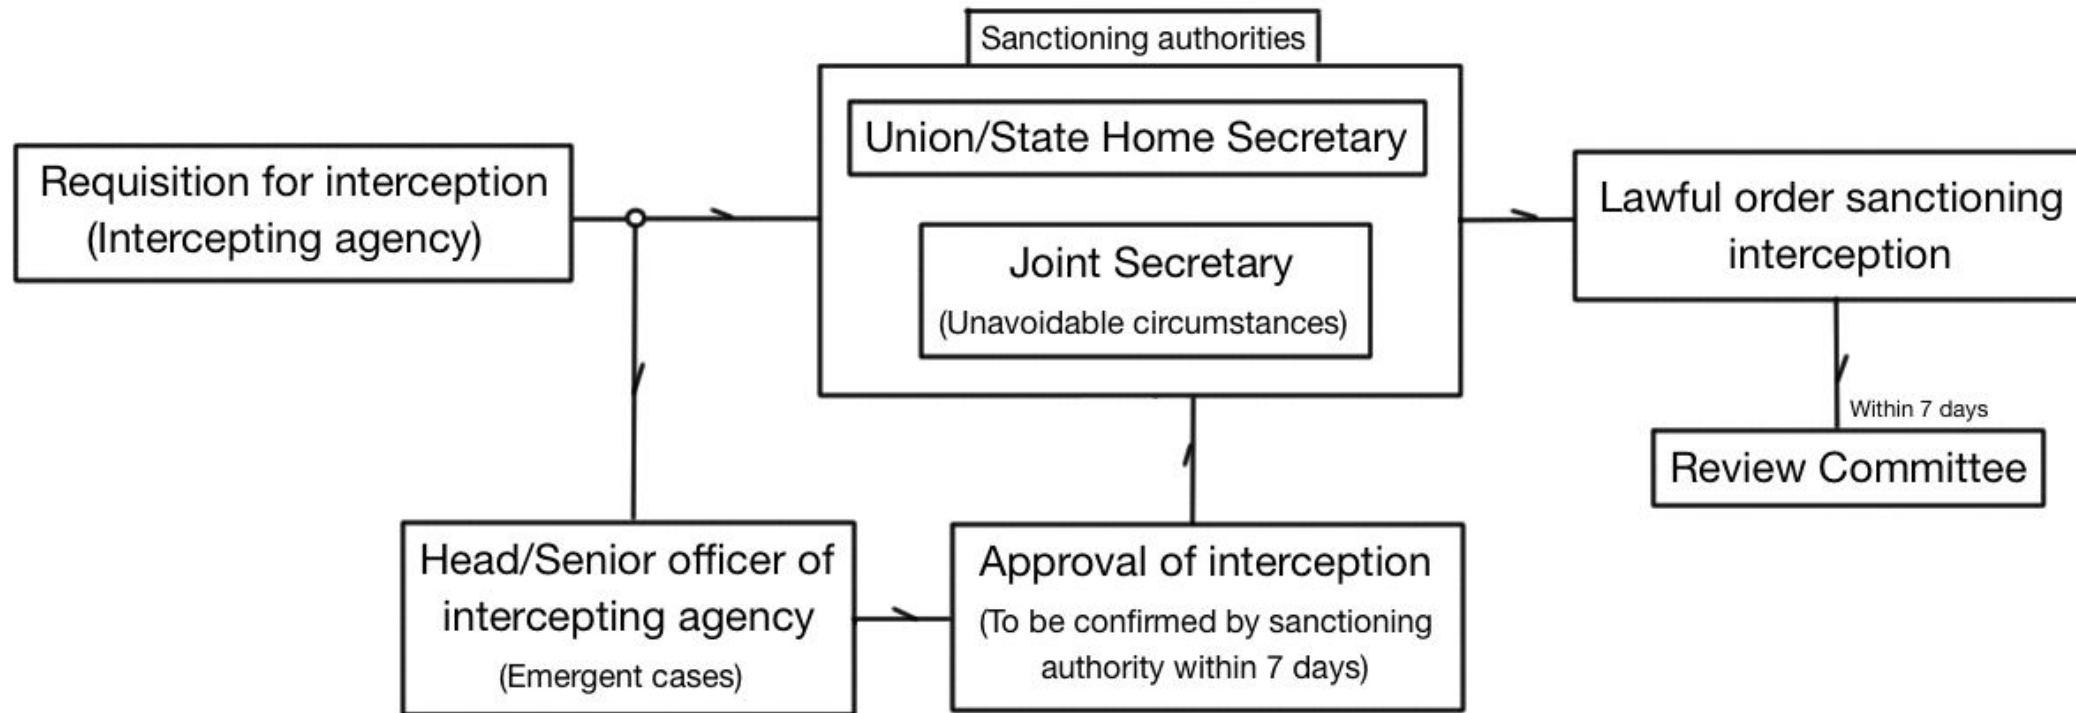 Sanctioning authorities
Union/State Home Secretary
Joint Secretary
(Unavoidable circumstances)
Requisition for interception
(Intercepting agency)
Lawful order sanctioning
interception
Within 7 days
Review Committee
Head/Senior officer of
intercepting agency
(Emergent cases)
Approval of interception
(To be confirmed by sanctioning
authority within 7 days)